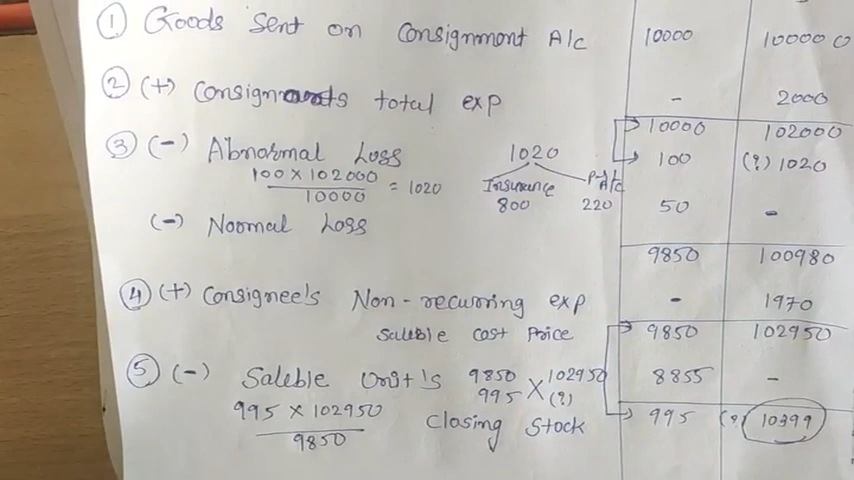 ① Goods Sent on Consignment A/c 10000 100000
② (+) Consignments total exp - 2000
10000 102000
③ (-) Abnormal Loss 1020 100 (?) 1020
100 × 102000 / 10000 = 1020 Insurance 800 P&L A/c 220
(-) Normal Loss 50 -
9850 100980
④ (+) Consignee's Non-recurring exp - 1970
Saleble Cost Price 9850 102950
⑤ (-) Saleble Unit's 9850 × 102950 8855 -
995 (?)
995 × 102950 / 9850 Closing Stock 995 (?) 10399